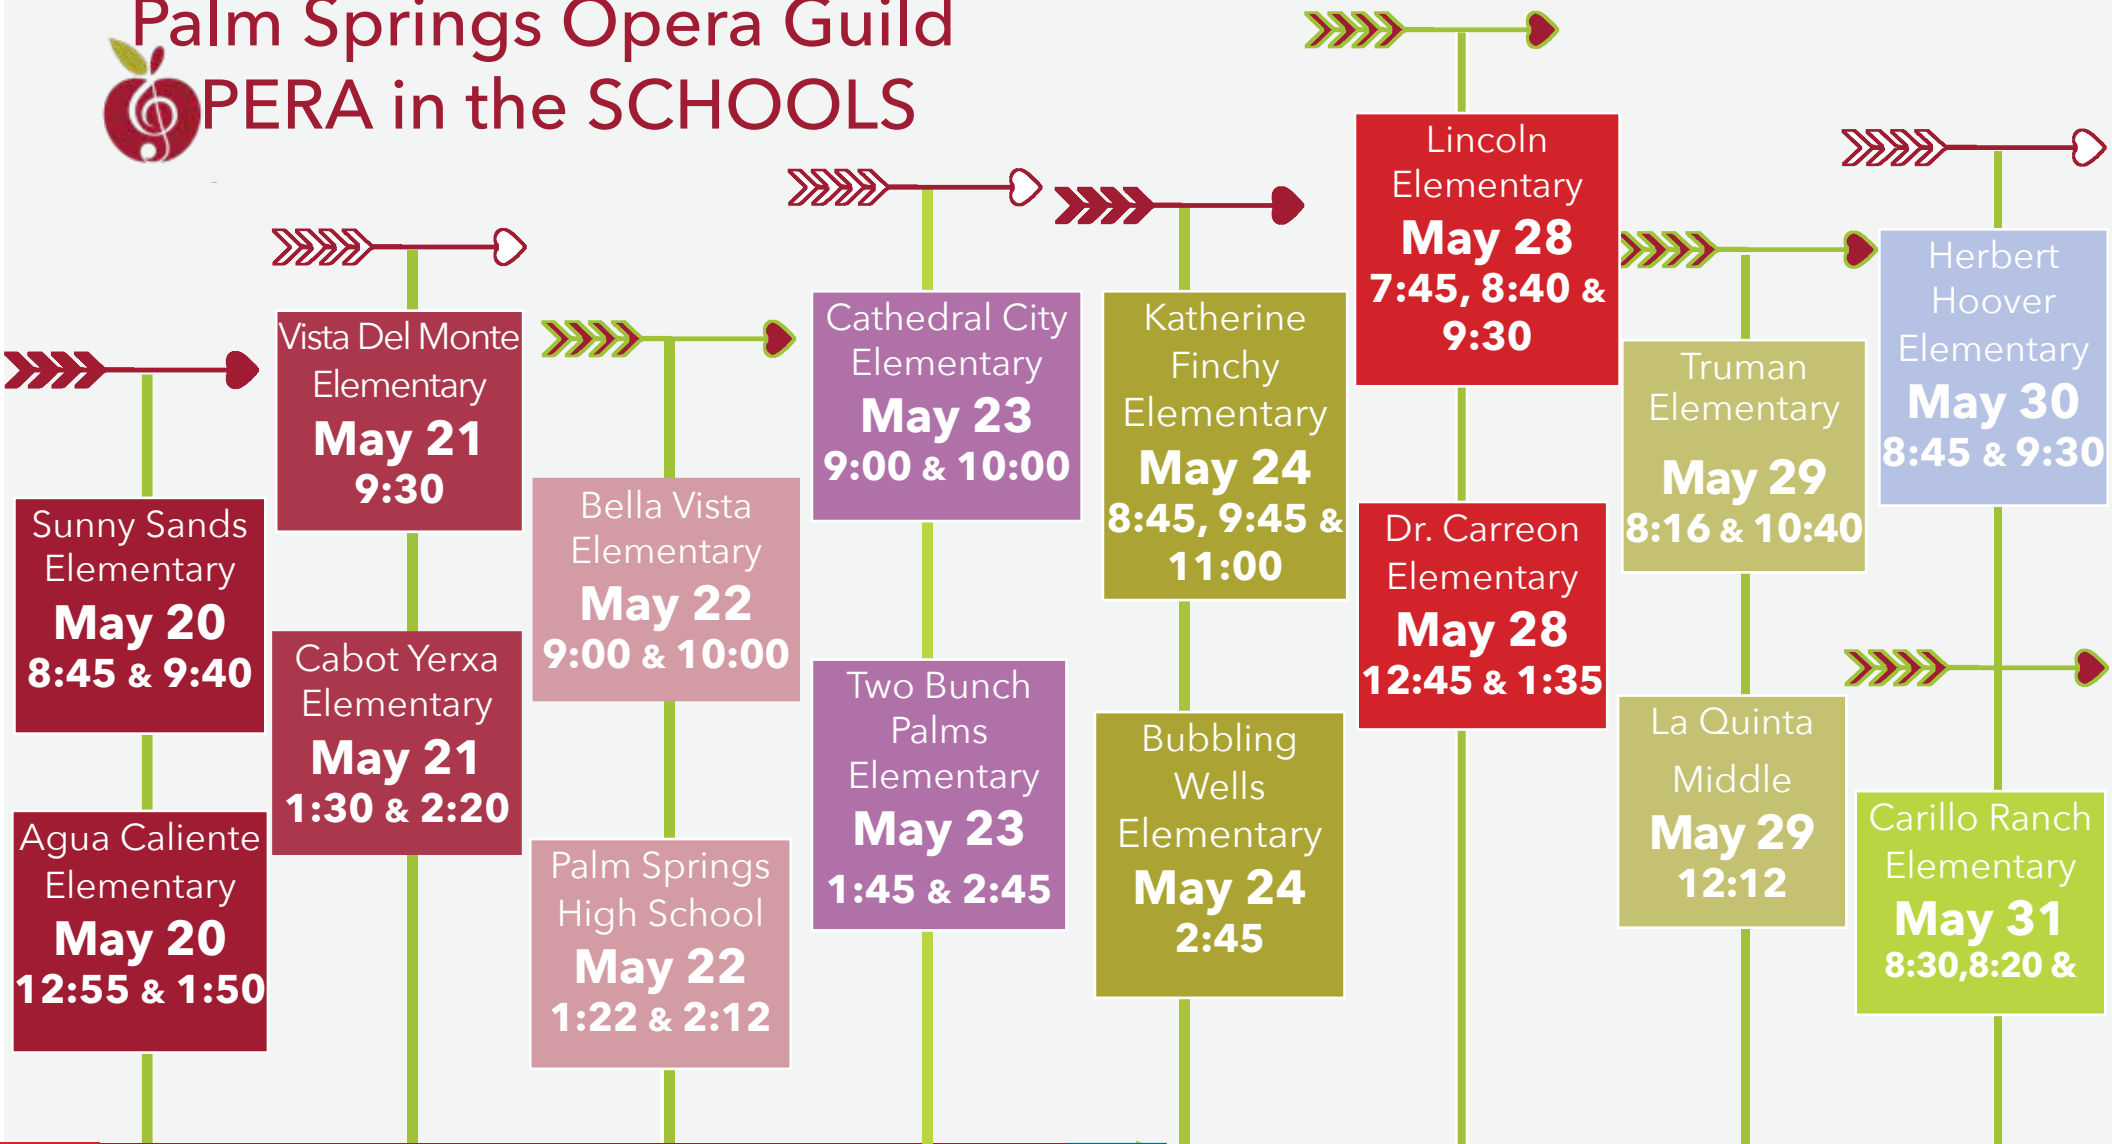 Palm Springs Opera Guild
PERA in the SCHOOLS
Sunny Sands
Elementary
May 20
8:45 & 9:40
Agua Caliente
Elementary
May 20
12:55 & 1:50
Vista Del Monte
Elementary
May 21
9:30
Cabot Yerxa
Elementary
May 21
1:30 & 2:20
Bella Vista
Elementary
May 22
9:00 & 10:00
Palm Springs
High School
May 22
1:22 & 2:12
Cathedral City
Elementary
May 23
9:00 & 10:00
Two Bunch
Palms
Elementary
May 23
1:45 & 2:45
Katherine
Finchy
Elementary
May 24
8:45, 9:45 &
11:00
Bubbling
Wells
Elementary
May 24
2:45
Lincoln
Elementary
May 28
7:45, 8:40 &
9:30
Dr. Carreon
Elementary
May 28
12:45 & 1:35
Truman
Elementary
May 29
8:16 & 10:40
La Quinta
Middle
May 29
12:12
Herbert
Hoover
Elementary
May 30
8:45 & 9:30
Carillo Ranch
Elementary
May 31
8:30,8:20 &